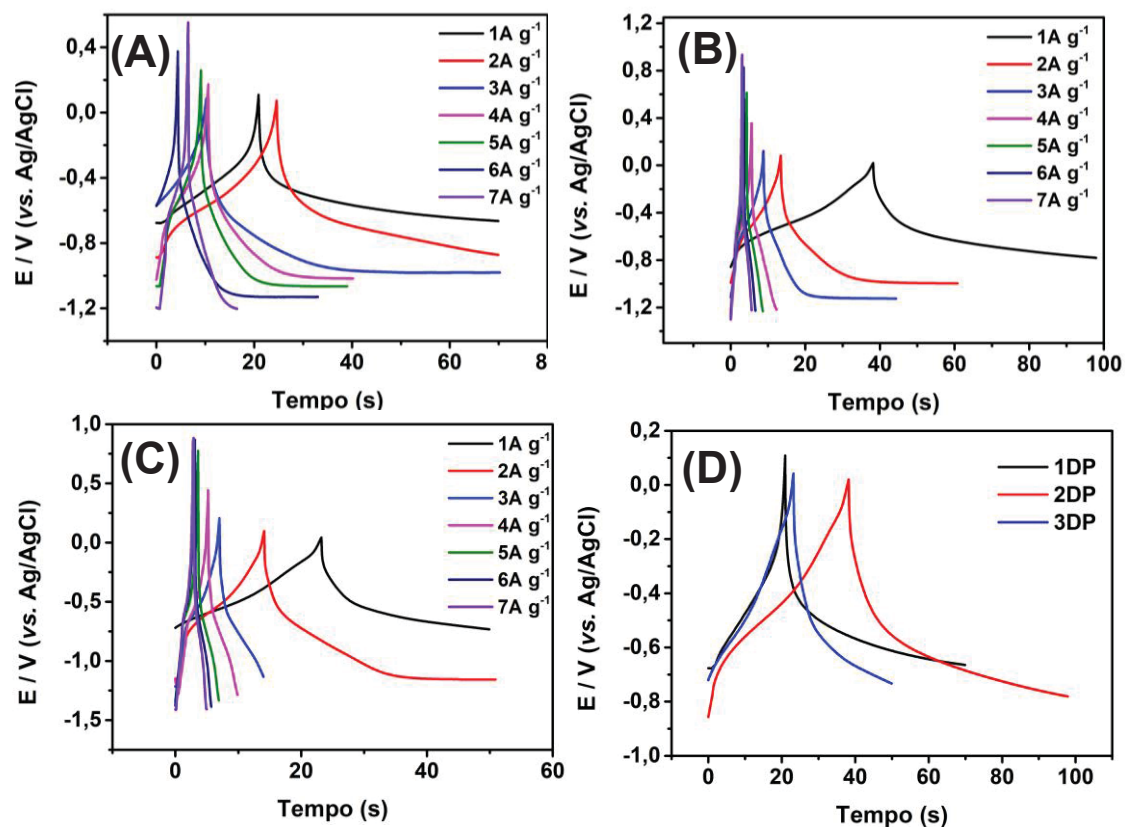 (A)
1A g⁻¹
2A g⁻¹
3A g⁻¹
4A g⁻¹
5A g⁻¹
6A g⁻¹
7A g⁻¹
0,4
0,0
-0,4
-0,8
-1,2
E / V (vs. Ag/AgCl)
0 20 40 60 8
Tempo (s)
(B)
1A g⁻¹
2A g⁻¹
3A g⁻¹
4A g⁻¹
5A g⁻¹
6A g⁻¹
7A g⁻¹
1,2
0,8
0,4
0,0
-0,4
-0,8
-1,2
E / V (vs. Ag/AgCl)
0 20 40 60 80 100
Tempo (s)
(C)
1A g⁻¹
2A g⁻¹
3A g⁻¹
4A g⁻¹
5A g⁻¹
6A g⁻¹
7A g⁻¹
1,0
0,5
0,0
-0,5
-1,0
-1,5
E / V (vs. Ag/AgCl)
0 20 40 60
Tempo (s)
(D)
1DP
2DP
3DP
0,2
0,0
-0,2
-0,4
-0,6
-0,8
-1,0
E / V (vs. Ag/AgCl)
0 20 40 60 80 100
Tempo (s)